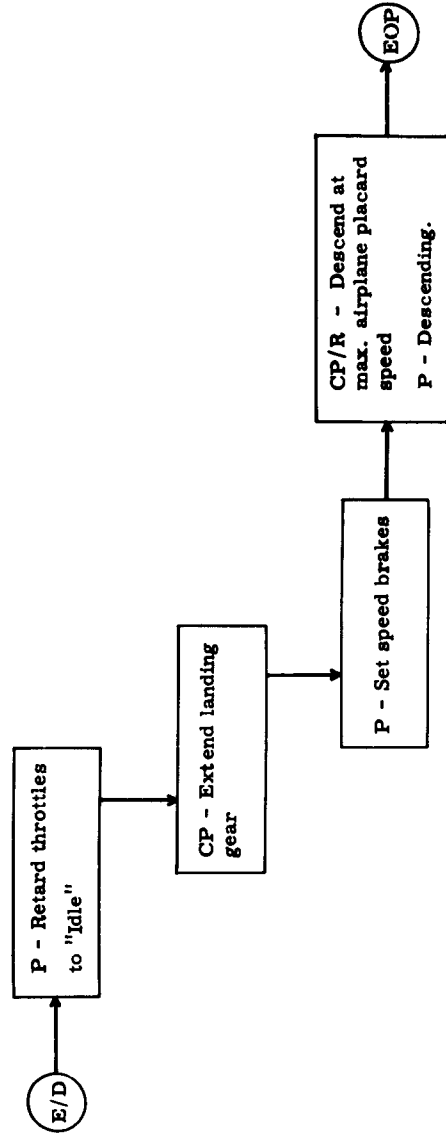 E/D
P - Retard throttles
to "Idle"
CP - Extend landing
gear
P - Set speed brakes
CP/R - Descend at
max. airplane placard
speed
P - Descending.
EOP